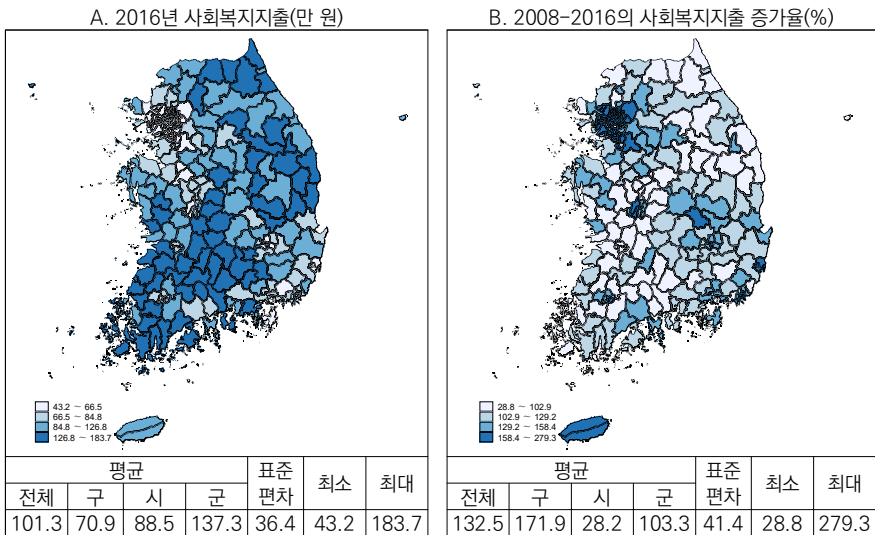 A. 2016년 사회복지지출(만 원)
43.2 ~ 66.5
66.5 ~ 84.8
84.8 ~ 126.8
126.8 ~ 183.7
평균 표준편차 최소 최대
전체 구 시 군
101.3 70.9 88.5 137.3 36.4 43.2 183.7
B. 2008-2016의 사회복지지출 증가율(%)
28.8 ~ 102.9
102.9 ~ 129.2
129.2 ~ 158.4
158.4 ~ 279.3
평균 표준편차 최소 최대
전체 구 시 군
132.5 171.9 28.2 103.3 41.4 28.8 279.3